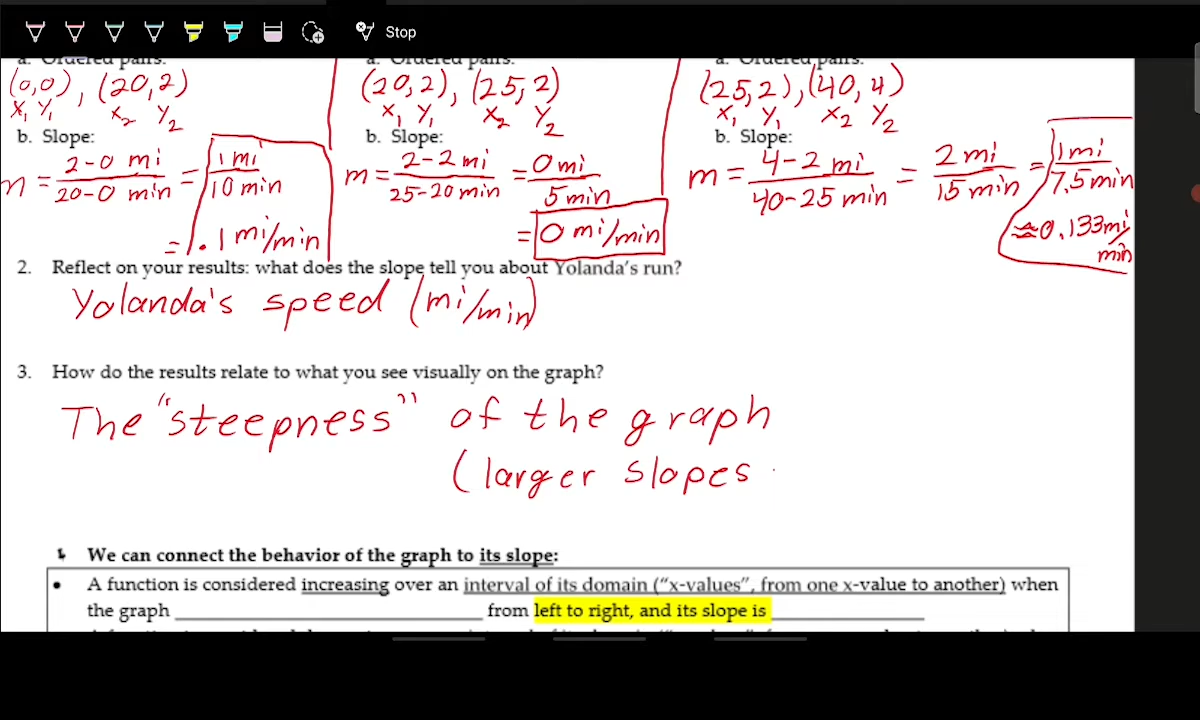 Stop
a. Ordered pairs: a. Ordered pairs: a. Ordered pairs:
(0,0), (20,2) (20,2), (25,2) (25,2), (40,4)
X₁ Y₁ X₂ Y₂ X₁ Y₁ X₂ Y₂ X₁ Y₁ X₂ Y₂
b. Slope: b. Slope: b. Slope:
m = 2-0 mi / 20-0 min = 1 mi / 10 min
= .1 mi/min
m = 2-2 mi / 25-20 min = 0 mi / 5 min
= 0 mi/min
m = 4-2 mi / 40-25 min = 2 mi / 15 min = 1 mi / 7.5 min
≈ 0.133 mi/min
2. Reflect on your results: what does the slope tell you about Yolanda's run?
Yolanda's speed (mi/min)
3. How do the results relate to what you see visually on the graph?
The "steepness" of the graph
(larger slopes
We can connect the behavior of the graph to its slope:
• A function is considered increasing over an interval of its domain ("x-values", from one x-value to another) when
the graph ____________ from left to right, and its slope is ____________